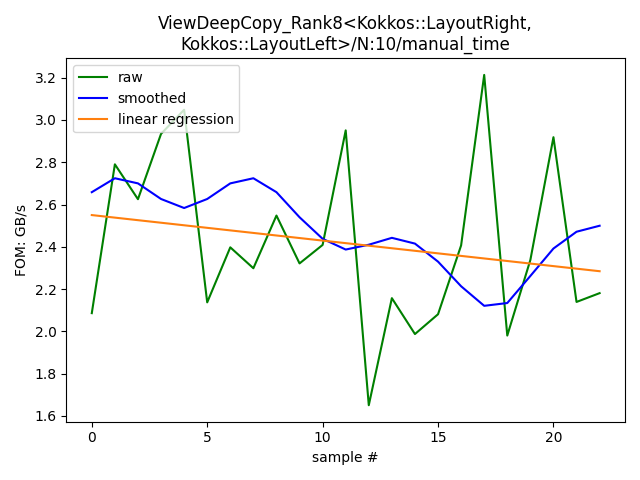 ViewDeepCopy_Rank8<Kokkos::LayoutRight,
Kokkos::LayoutLeft>/N:10/manual_time
raw
smoothed
linear regression
FOM: GB/s
3.2
3.0
2.8
2.6
2.4
2.2
2.0
1.8
1.6
0 5 10 15 20
sample #